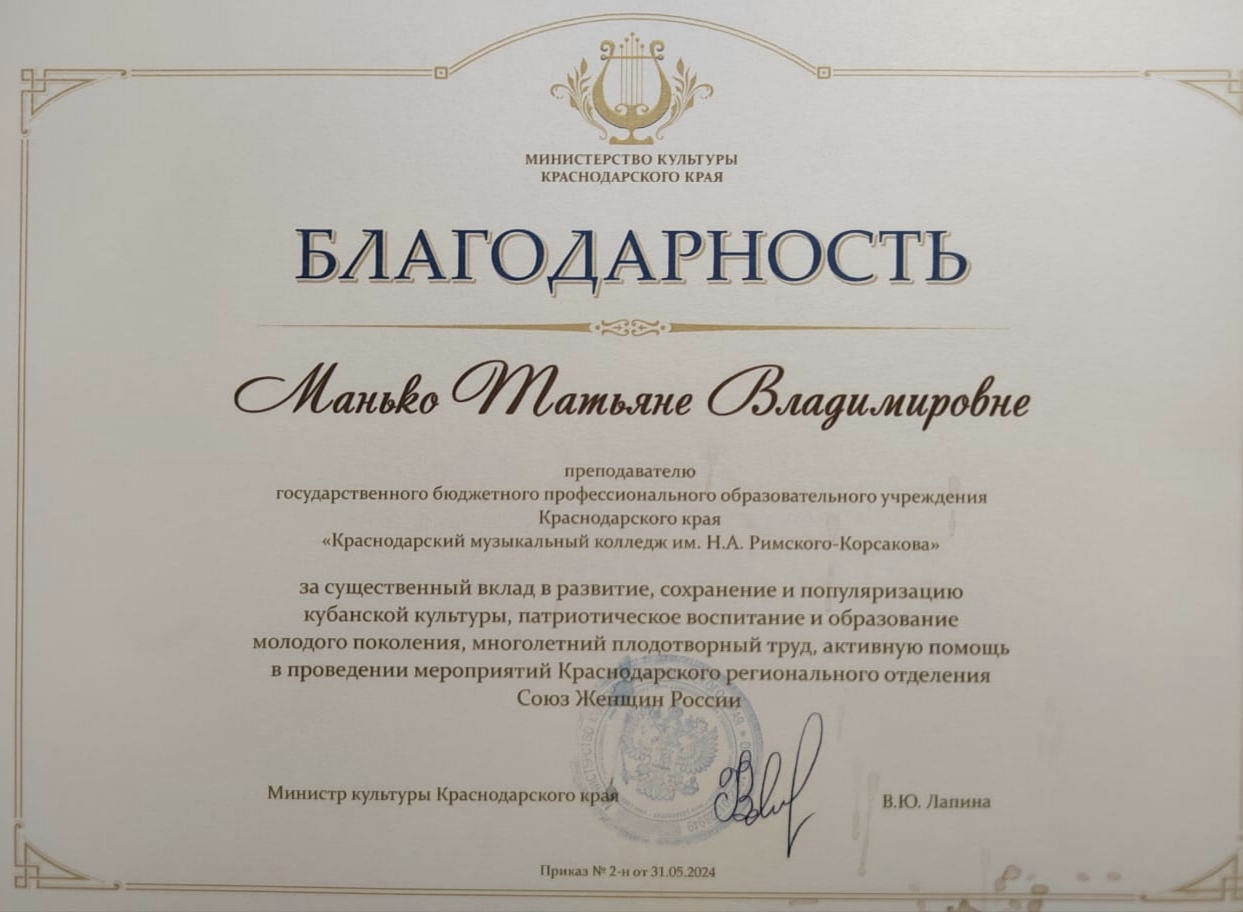 МИНИСТЕРСТВО КУЛЬТУРЫ
КРАСНОДАРСКОГО КРАЯ
БЛАГОДАРНОСТЬ
Манько Татьяне Владимировне
преподавателю
государственного бюджетного профессионального образовательного учреждения
Краснодарского края
«Краснодарский музыкальный колледж им. Н.А. Римского-Корсакова»
за существенный вклад в развитие, сохранение и популяризацию
кубанской культуры, патриотическое воспитание и образование
молодого поколения, многолетний плодотворный труд, активную помощь
в проведении мероприятий Краснодарского регионального отделения
Союз Женщин России
Министр культуры Краснодарского края
В.Ю. Лапина
Приказ № 2-н от 31.05.2024